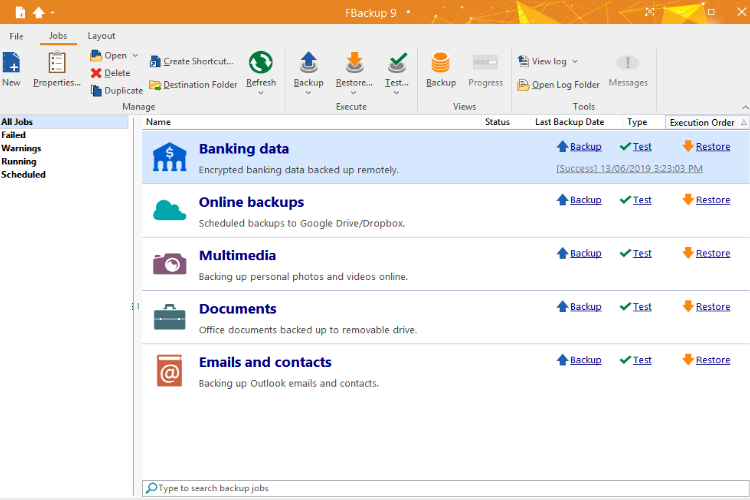 FBackup 9
File Jobs Layout
New
Properties...
Open
Delete
Duplicate
Create Shortcut...
Destination Folder
Refresh
Manage
Backup Restore... Test...
Execute
Backup Progress
Views
View log
Open Log Folder
Messages
Tools
All Jobs
Failed
Warnings
Running
Scheduled
Name Status Last Backup Date Type Execution Order
Banking data Backup Test Restore
Encrypted banking data backed up remotely. [Success] 13/06/2019 3:23:03 PM
Online backups Backup Test Restore
Scheduled backups to Google Drive/Dropbox.
Multimedia Backup Test Restore
Backing up personal photos and videos online.
Documents Backup Test Restore
Office documents backed up to removable drive.
Emails and contacts Backup Test Restore
@
Backing up Outlook emails and contacts.
Type to search backup jobs